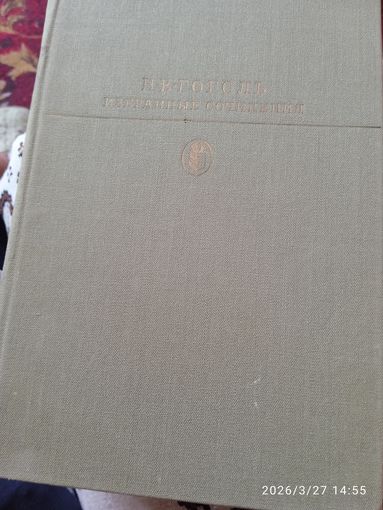 Н·В·ГОГОЛЬ
ИЗБРАННЫЕ СОЧИНЕНИЯ
2026/3/27 14:55